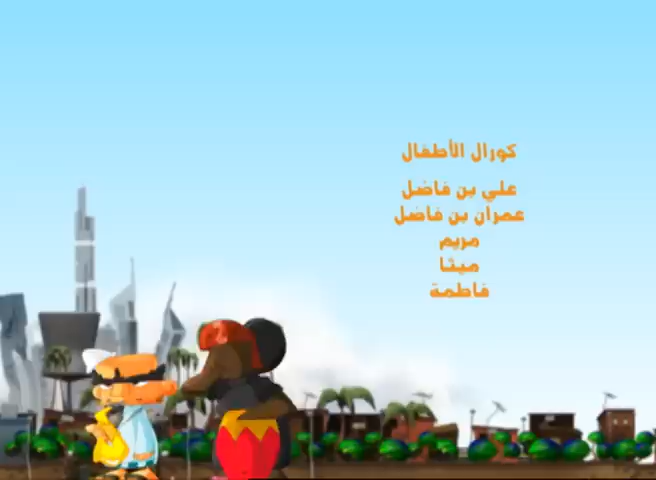 كورال الأطفال
علي بن فاضل
عمران بن فاضل
مريم
ميثا
فاطمة